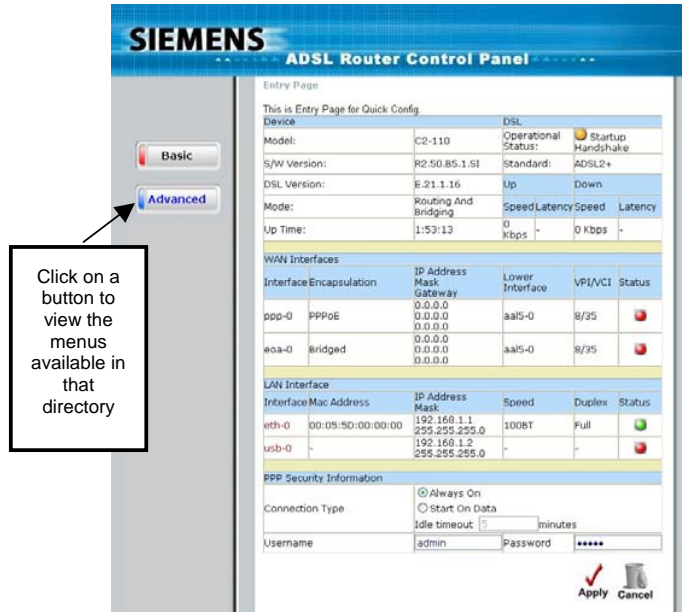 SIEMENS
ADSL Router Control Panel
Entry Page
This is Entry Page for Quick Config.
Device DSL
Model: C2-110 Operational Status: Startup Handshake
S/W Version: R2.50.85.1.SI Standard: ADSL2+
DSL Version: E.21.1.16 Up Down
Mode: Routing And Bridging Speed Latency Speed Latency
Up Time: 1:53:13 0 Kbps - 0 Kbps -
Basic
Advanced
Click on a
button to
view the
menus
available in
that
directory
WAN Interfaces
Interface Encapsulation IP Address Mask Gateway Lower Interface VPI/VCI Status
ppp-0 PPPoE 0.0.0.0 0.0.0.0 0.0.0.0 aal5-0 8/35
eoa-0 Bridged 0.0.0.0 0.0.0.0 0.0.0.0 aal5-0 8/35
LAN Interface
Interface Mac Address IP Address Mask Speed Duplex Status
eth-0 00:05:5D:00:00:00 192.168.1.1 255.255.255.0 100BT Full
usb-0 - 192.168.1.2 255.255.255.0 - -
PPP Security Information
Connection Type Always On
Start On Data
Idle timeout 5 minutes
Username admin Password •••••
Apply Cancel